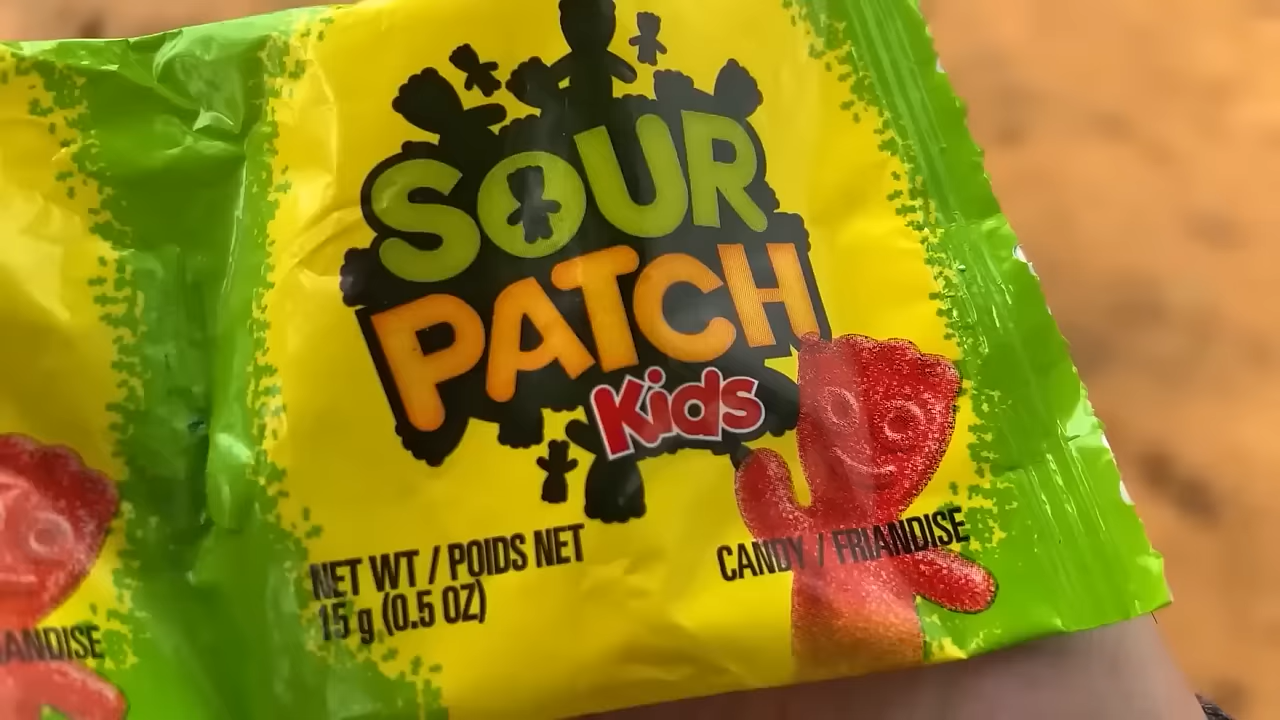 SOUR
PATCH
Kids
NET WT / POIDS NET
15 g (0.5 OZ)
CANDY / FRIANDISE
ANDISE